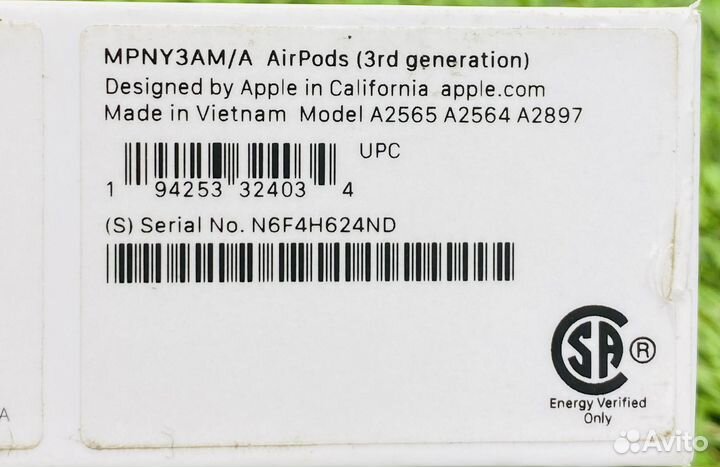 MPNY3AM/A AirPods (3rd generation)
Designed by Apple in California apple.com
Made in Vietnam Model A2565 A2564 A2897
UPC
1 94253 32403 4
(S) Serial No. N6F4H624ND
SA ®
Energy Verified
Only
A
Avito